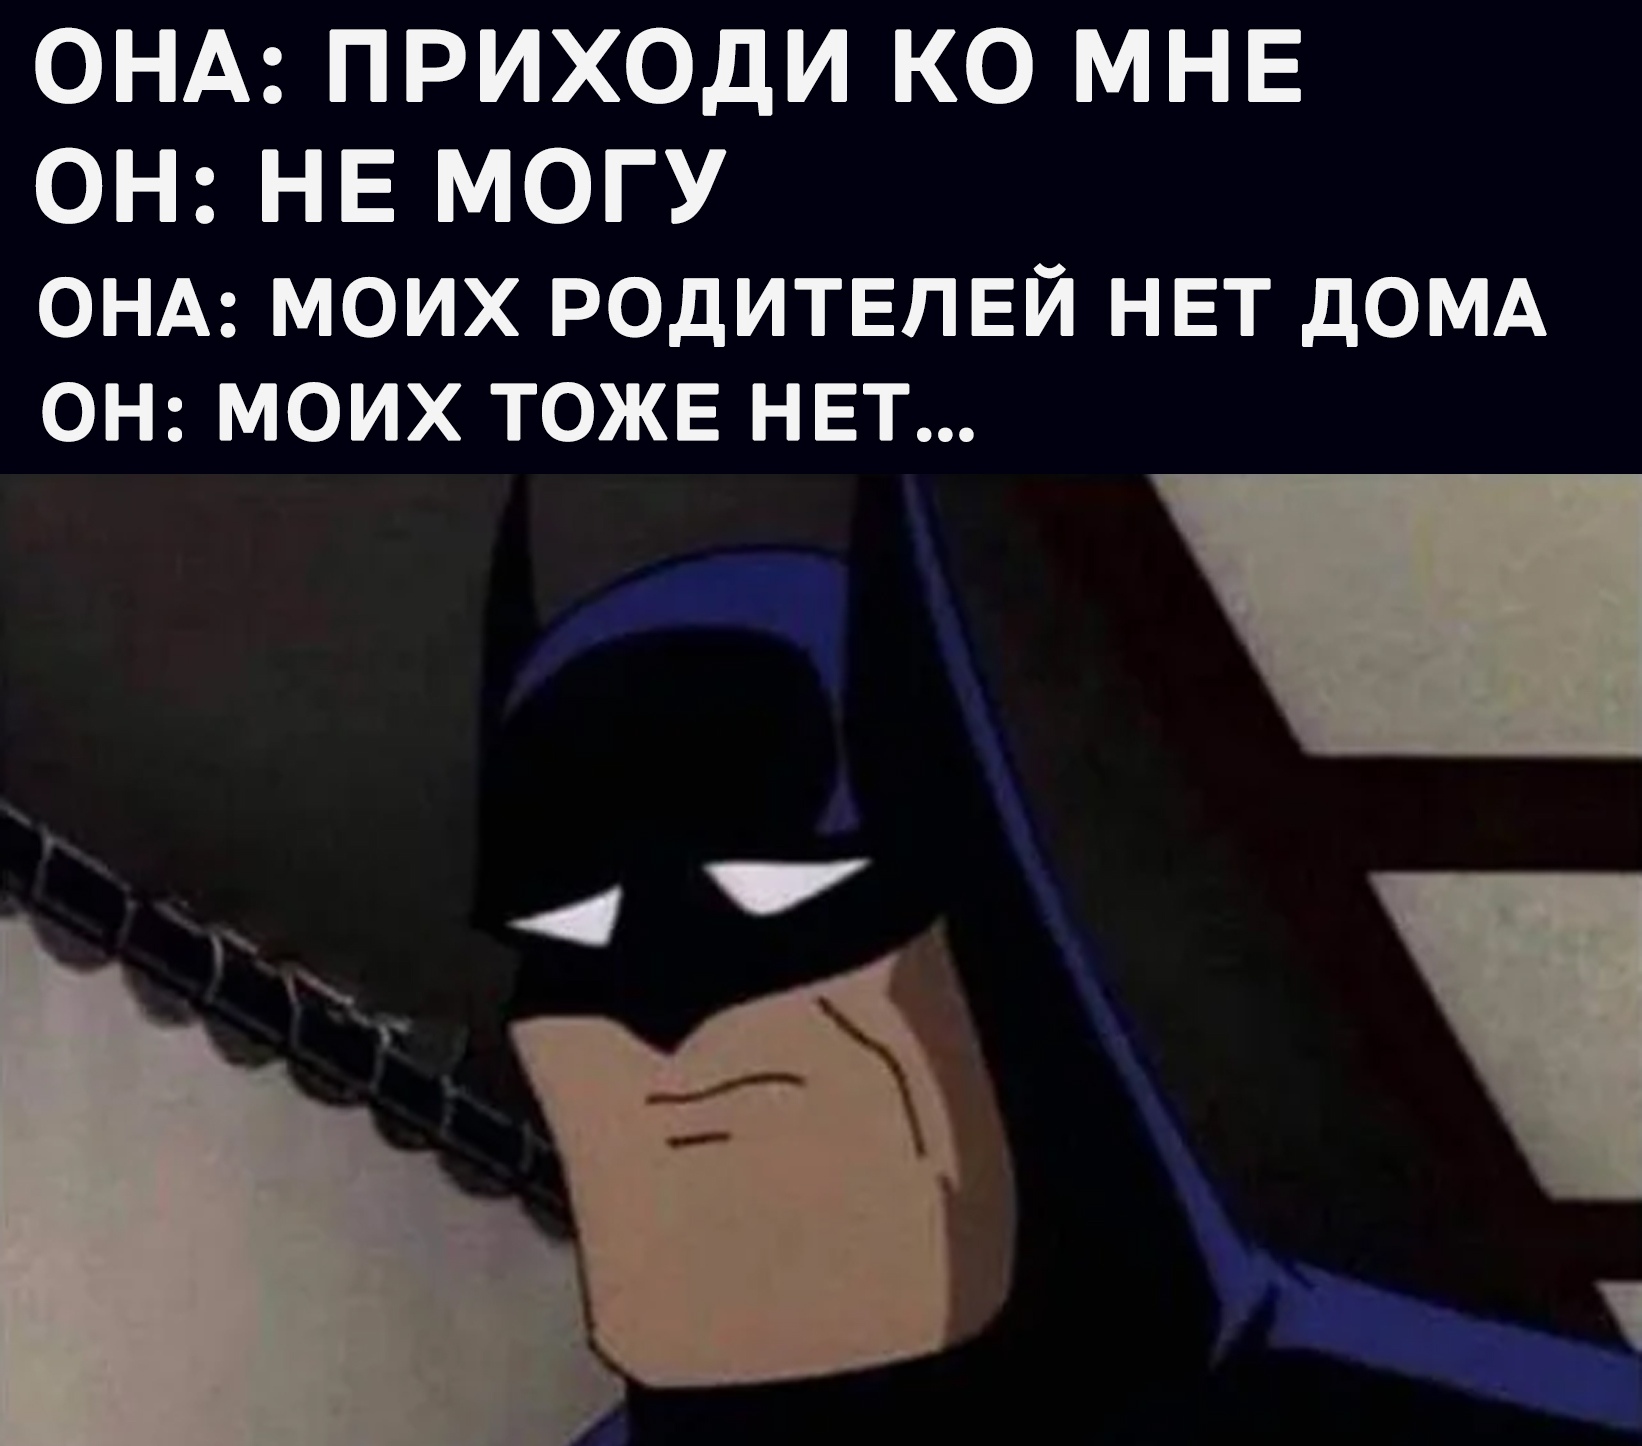 ОНА: ПРИХОДИ КО МНЕ
ОН: НЕ МОГУ
ОНА: МОИХ РОДИТЕЛЕЙ НЕТ ДОМА
ОН: МОИХ ТОЖЕ НЕТ...